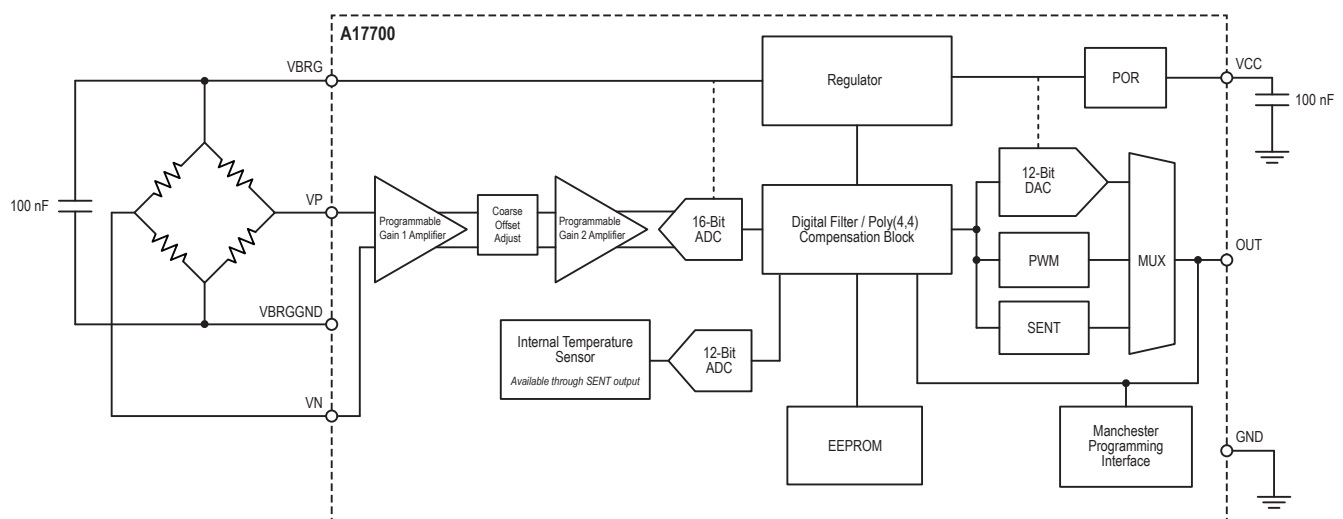 A17700
VBRG
Regulator
POR
VCC
100 nF
100 nF
VP
Programmable
Gain 1 Amplifier
Coarse
Offset
Adjust
Programmable
Gain 2 Amplifier
16-Bit
ADC
Digital Filter / Poly(4,4)
Compensation Block
12-Bit
DAC
PWM
SENT
MUX
OUT
VBRGGND
Internal Temperature
Sensor
Available through SENT output
12-Bit
ADC
VN
EEPROM
Manchester
Programming
Interface
GND